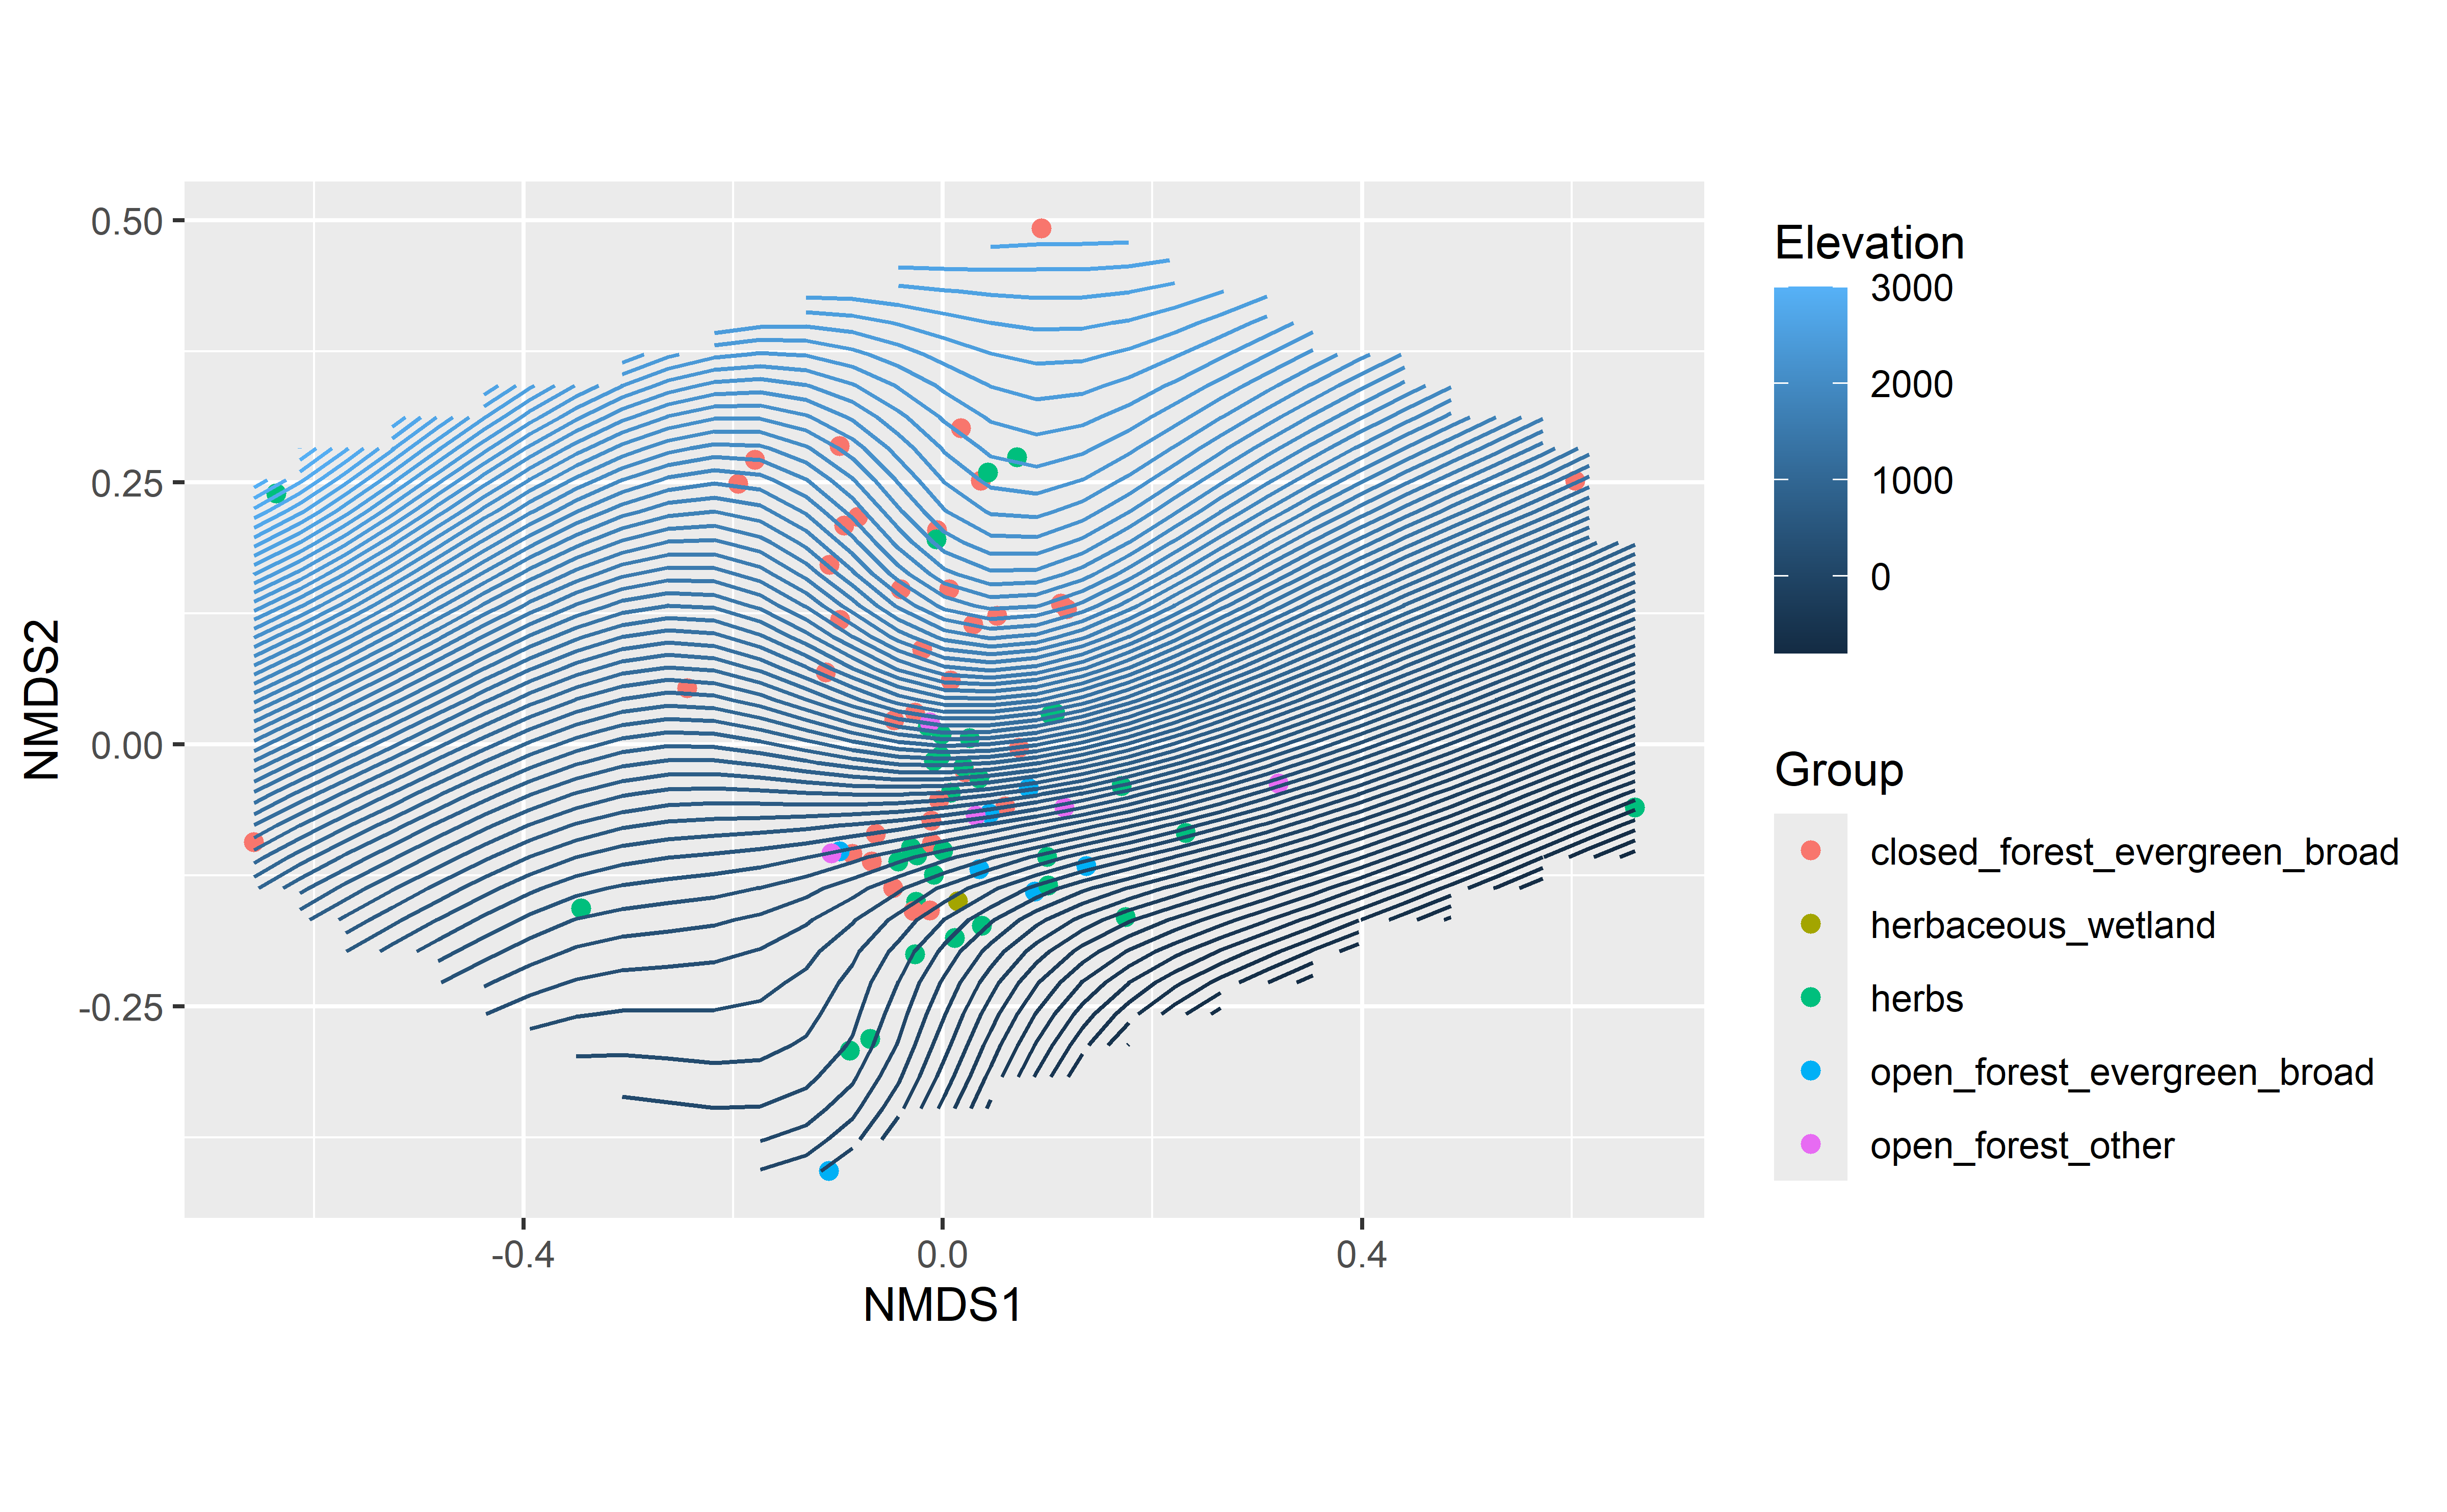 NMDS2
0.50
0.25
0.00
-0.25
-0.4
0.0
0.4
NMDS1
Elevation
3000
2000
1000
0
Group
closed_forest_evergreen_broad
herbaceous_wetland
herbs
open_forest_evergreen_broad
open_forest_other